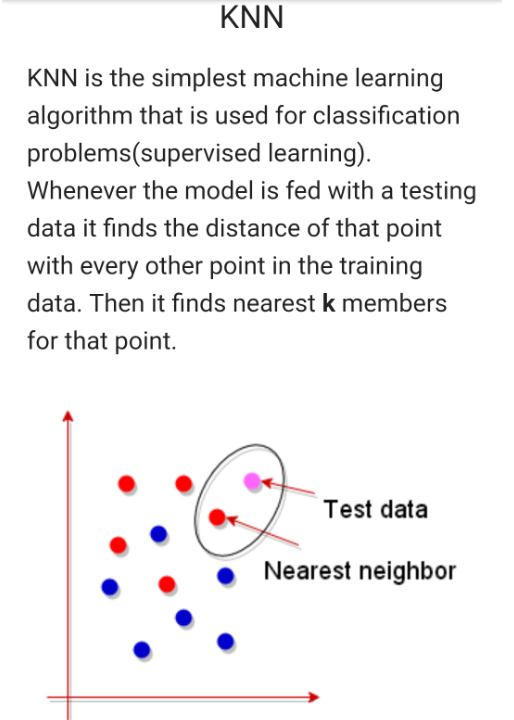 KNN
KNN is the simplest machine learning
algorithm that is used for classification
problems(supervised learning).
Whenever the model is fed with a testing
data it finds the distance of that point
with every other point in the training
data. Then it finds nearest k members
for that point.
Test data
Nearest neighbor